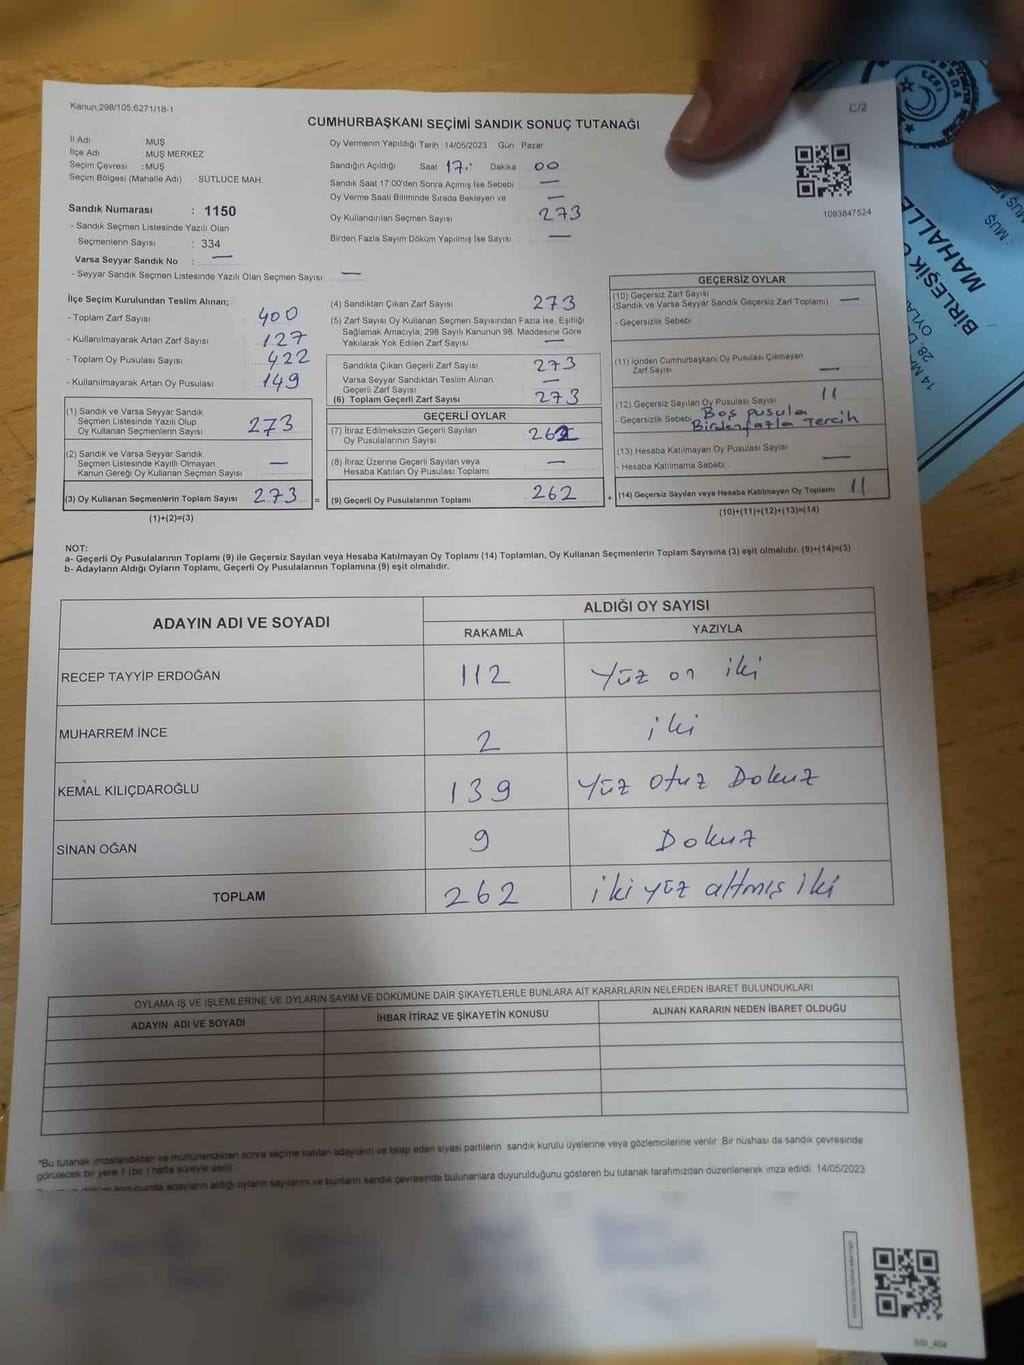 Kanun 298/105;6271/18-1
C/2
CUMHURBAŞKANI SEÇİMİ SANDIK SONUÇ TUTANAĞI
İl Adı MUŞ
İlçe Adı MUŞ MERKEZ
Seçim Çevresi : MUŞ
Seçim Bölgesi (Mahalle Adı) SÜTLÜCE MAH.
Sandık Numarası : 1150
- Sandık Seçmen Listesinde Yazılı Olan
Seçmenlerin Sayısı : 334
Varsa Seyyar Sandık No : —
- Seyyar Sandık Seçmen Listesinde Yazılı Olan Seçmen Sayısı: —
Oy Vermenin Yapıldığı Tarih : 14/05/2023 Gün : Pazar
Sandığın Açıldığı Saat 17: Dakika 00
Sandık Saat 17:00'den Sonra Açımış İse Sebebi —
Oy Verme Saati Bitiminde Sırada Bekleyen ve —
Oy Kullandırılan Seçmen Sayısı 273
Birden Fazla Sayım Döküm Yapılmış İse Sayısı —
1093847524
İlçe Seçim Kurulundan Teslim Alınan;
- Toplam Zarf Sayısı : 400
- Kullanılmayarak Artan Zarf Sayısı : 127
- Toplam Oy Pusulası Sayısı : 422
- Kullanılmayarak Artan Oy Pusulası : 149
(1) Sandık ve Varsa Seyyar Sandık
Seçmen Listesinde Yazılı Olup
Oy Kullanan Seçmenlerin Sayısı 273
(2) Sandık ve Varsa Seyyar Sandık
Seçmen Listesinde Kayıtlı Olmayan
Kanun Gereği Oy Kullanan Seçmen Sayısı —
(3) Oy Kullanan Seçmenlerin Toplam Sayısı 273 =
(1)+(2)=(3)
(4) Sandıktan Çıkan Zarf Sayısı 273
(5) Zarf Sayısı Oy Kullanan Seçmen Sayısından Fazla İse, Eşitliği
Sağlamak Amacıyla, 298 Sayılı Kanunun 98. Maddesine Göre
Yakılarak Yok Edilen Zarf Sayısı —
Sandıkta Çıkan Geçerli Zarf Sayısı 273
Varsa Seyyar Sandıktan Teslim Alınan
Geçerli Zarf Sayısı —
(6) Toplam Geçerli Zarf Sayısı 273
GEÇERLİ OYLAR
(7) İtiraz Edilmeksizin Geçerli Sayılan
Oy Pusulalarının Sayısı 262
(8) İtiraz Üzerine Geçerli Sayılan veya
Hesaba Katılan Oy Pusulası Toplamı —
(9) Geçerli Oy Pusulalarının Toplamı 262 +
GEÇERSİZ OYLAR
(10) Geçersiz Zarf Sayısı
(Sandık ve Varsa Seyyar Sandık Geçersiz Zarf Toplamı) —
- Geçersizlik Sebebi
(11) İçinden Cumhurbaşkanı Oy Pusulası Çıkmayan
Zarf Sayısı —
(12) Geçersiz Sayılan Oy Pusulası Sayısı 11
- Geçersizlik Sebebi Boş pusula
Birden fazla Tercih
(13) Hesaba Katılmayan Oy Pusulası Sayısı —
- Hesaba Katılmama Sebebi
(14) Geçersiz Sayılan veya Hesaba Katılmayan Oy Toplamı 11
(10)+(11)+(12)+(13)=(14)
NOT:
a- Geçerli Oy Pusulalarının Toplamı (9) ile Geçersiz Sayılan veya Hesaba Katılmayan Oy Toplamı (14) Toplamları, Oy Kullanan Seçmenlerin Toplam Sayısına (3) eşit olmalıdır. (9)+(14)=(3)
b- Adayların Aldığı Oyların Toplamı, Geçerli Oy Pusulalarının Toplamına (9) eşit olmalıdır.
ADAYIN ADI VE SOYADI ALDIĞI OY SAYISI
RAKAMLA YAZIYLA
RECEP TAYYİP ERDOĞAN 112 Yüz on iki
MUHARREM İNCE 2 iki
KEMAL KILIÇDAROĞLU 139 Yüz Otuz Dokuz
SİNAN OĞAN 9 Dokuz
TOPLAM 262 iki yüz altmış iki
OYLAMA İŞ VE İŞLEMLERİNE VE OYLARIN SAYIM VE DÖKÜMÜNE DAİR ŞİKAYETLERLE BUNLARA AİT KARARLARIN NELERDEN İBARET BULUNDUKLARI
ADAYIN ADI VE SOYADI İHBAR İTİRAZ VE ŞİKAYETİN KONUSU ALINAN KARARIN NEDEN İBARET OLDUĞU
*Bu tutanak imzalandıktan ve mühürlendikten sonra seçime katılan adayların ve talep eden siyasi partilerin sandık kurulu üyelerine veya gözlemcilerine verilir. Bir nüshası da sandık çevresinde
görülecek bir yere 1 (bir ) hafta süreyle asılır.
sonucunda adayların aldığı oyların sayılarını ve bunların sandık çevresinde bulunanlara duyurulduğunu gösteren bu tutanak tarafımızdan düzenlenerek imza edildi. 14/05/2023
: MUŞ
BİRLEŞİK
MAHALLE
14 MA
28. D
OYLA